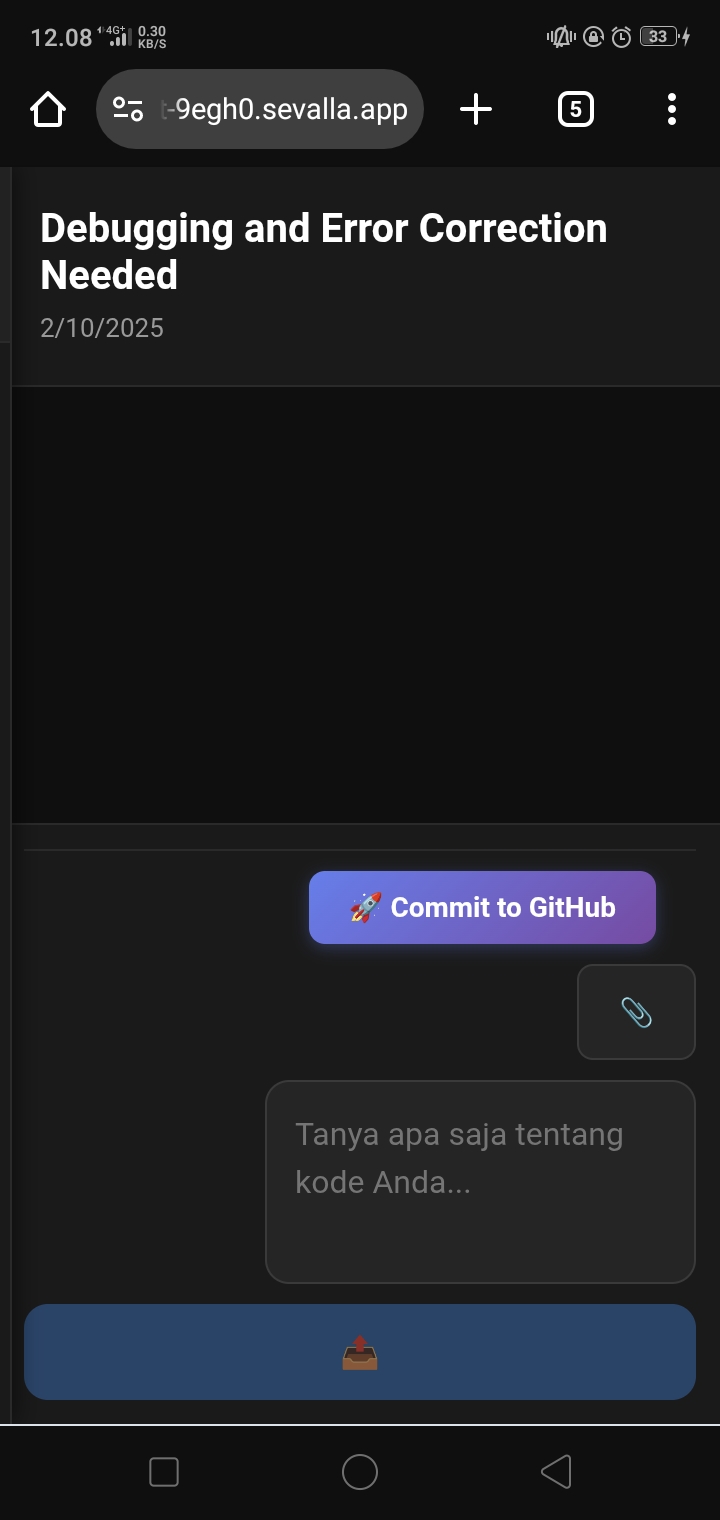 12.08 4G+ 0.30 KB/S 33
-9egh0.sevalla.app 5
Debugging and Error Correction
Needed
2/10/2025
Commit to GitHub
Tanya apa saja tentang
kode Anda...